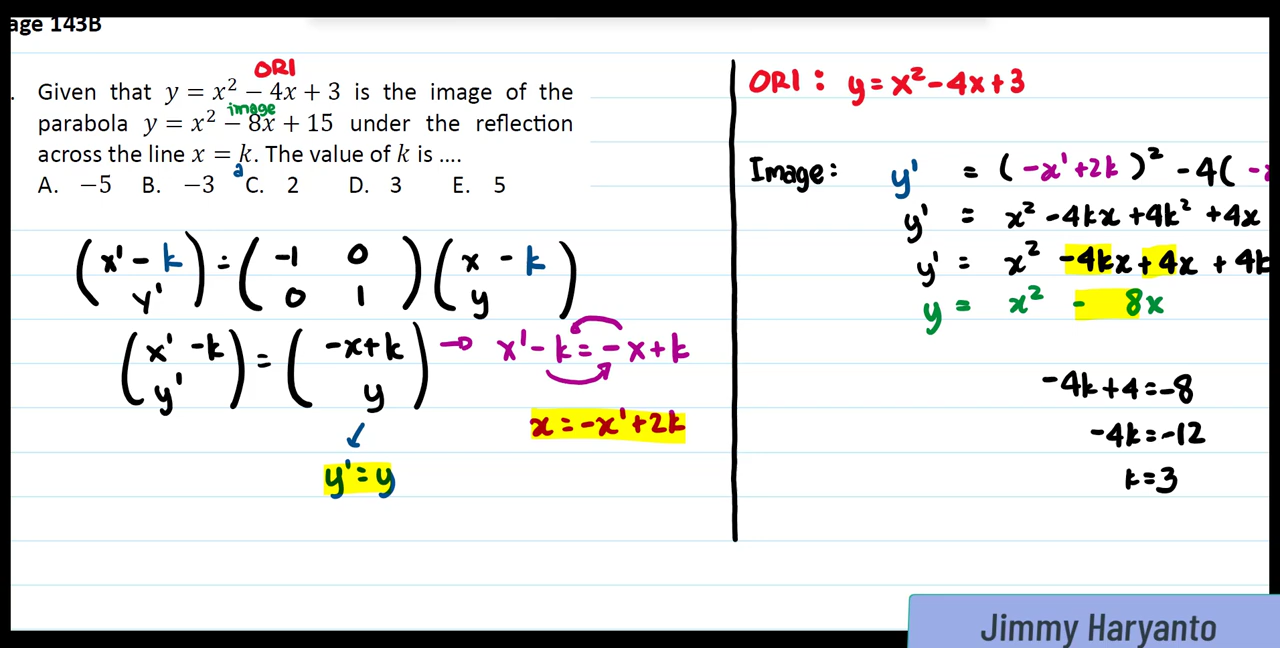 age 143B
ORI
. Given that y = x² − 4x + 3 is the image of the
image
parabola y = x² − 8x + 15 under the reflection
across the line x = k. The value of k is ....
a
A. −5 B. −3 C. 2 D. 3 E. 5
(x' - k / y') = (-1 0 / 0 1) (x - k / y)
(x' - k / y') = (-x + k / y) → x' - k = -x + k
x = -x' + 2k
y' = y
ORI : y = x² - 4x + 3
Image : y' = (-x' + 2k)² - 4(-x
y' = x² - 4kx + 4k² + 4x
y' = x² - 4kx + 4x + 4k
y = x² - 8x
-4k + 4 = -8
-4k = -12
k = 3
Jimmy Haryanto